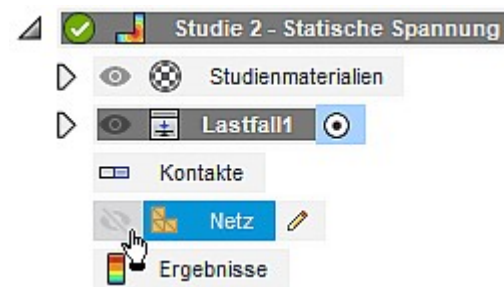 Studie 2 - Statische Spannung
Studienmaterialien
Lastfall1
Kontakte
Netz
Ergebnisse